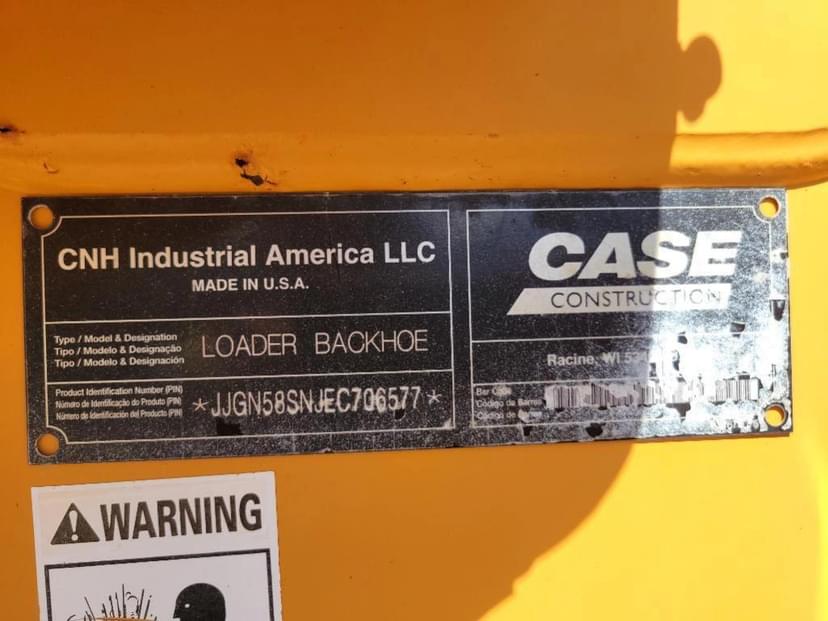 CNH Industrial America LLC
MADE IN U.S.A.
Type / Model & Designation
Tipo / Modelo & Designação
Tipo / Modelo & Designación
LOADER BACKHOE
Product Identification Number (PIN)
Número de Identificação do Produto (PIN)
Número de Identificación del Producto (PIN)
*JJGN58SNJEC706577*
CASE
CONSTRUCTION
Racine, WI
Bar Code
Código de Barras
Código de Barras
WARNING